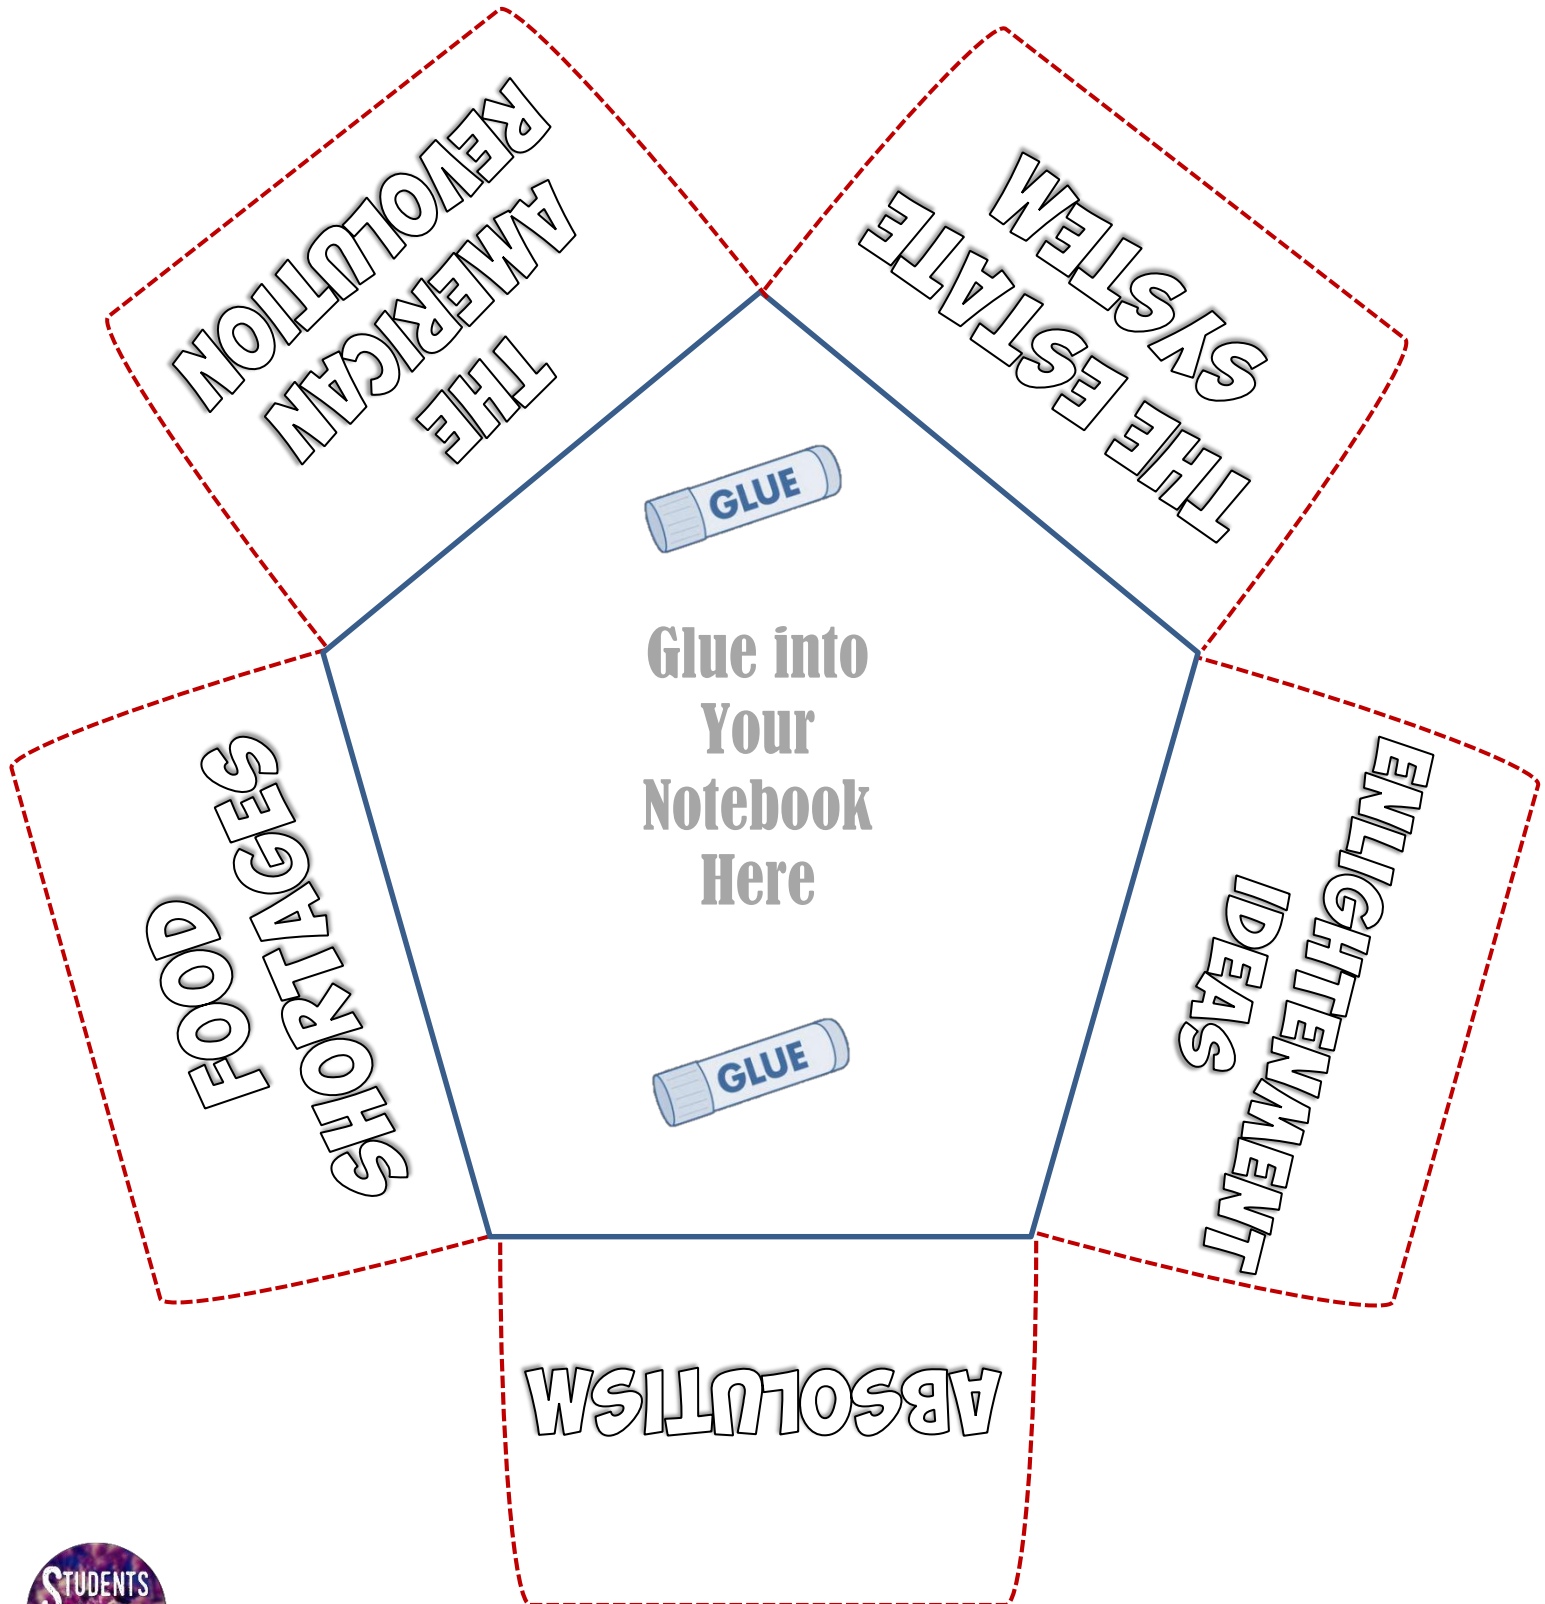 THE
AMERICAN
REVOLUTION
THE ESTATE
SYSTEM
GLUE
Glue into
Your
Notebook
Here
FOOD
SHORTAGES
ENLIGHTENMENT
IDEAS
GLUE
ABSOLUTISM
STUDENTS